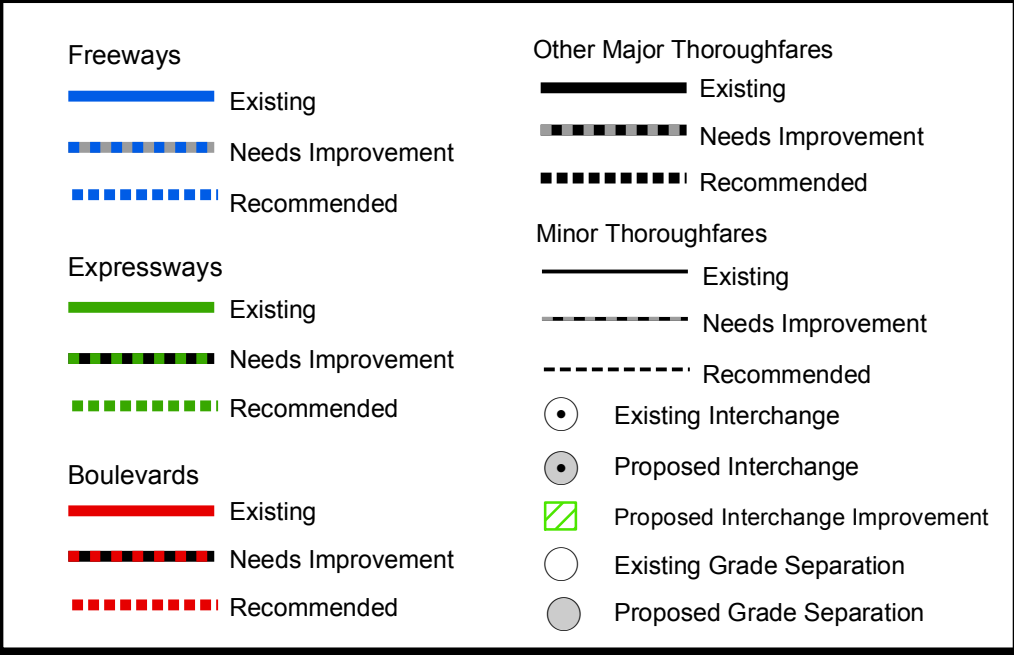 Freeways
Existing
Needs Improvement
Recommended
Expressways
Existing
Needs Improvement
Recommended
Boulevards
Existing
Needs Improvement
Recommended
Other Major Thoroughfares
Existing
Needs Improvement
Recommended
Minor Thoroughfares
Existing
Needs Improvement
Recommended
Existing Interchange
Proposed Interchange
Proposed Interchange Improvement
Existing Grade Separation
Proposed Grade Separation